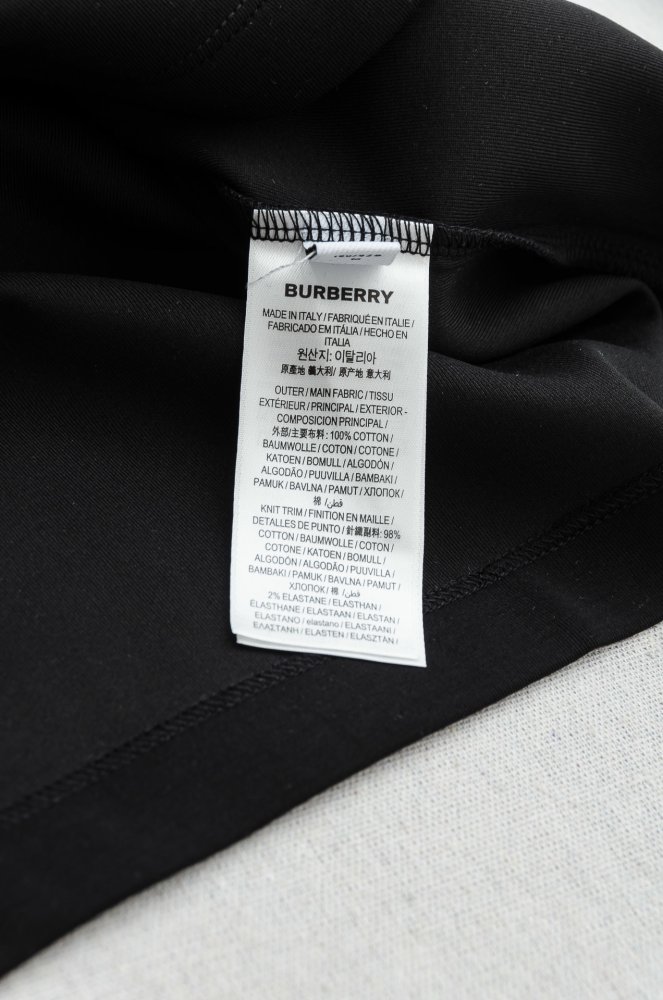 BURBERRY
MADE IN ITALY / FABRIQUÉ EN ITALIE /
FABRICADO EM ITÁLIA / HECHO EN
ITALIA
원산지: 이탈리아
原產地 義大利 / 原产地 意大利
OUTER / MAIN FABRIC / TISSU
EXTÉRIEUR / PRINCIPAL / EXTERIOR -
COMPOSICION PRINCIPAL /
外部/主要布料: 100% COTTON /
BAUMWOLLE / COTON / COTONE /
KATOEN / BOMULL / ALGODÓN /
ALGODÃO / PUUVILLA / BAMBAKI /
PAMUK / BAVLNA / PAMUT / ХЛОПОК /
棉 /قطن /
KNIT TRIM / FINITION EN MAILLE /
DETALLES DE PUNTO / 針織副料: 98%
COTTON / BAUMWOLLE / COTON /
COTONE / KATOEN / BOMULL /
ALGODÓN / ALGODÃO / PUUVILLA /
BAMBAKI / PAMUK / BAVLNA / PAMUT /
ХЛОПОК / 棉 /قطن /
2% ELASTANE / ELASTHAN /
ÉLASTHANNE / ELASTAAN / ELASTAN /
ELASTANO / elastano / ELASTAANI /
ΕΛΑΣΤΑΝΗ / ELASTEN / ELASZTÁN /